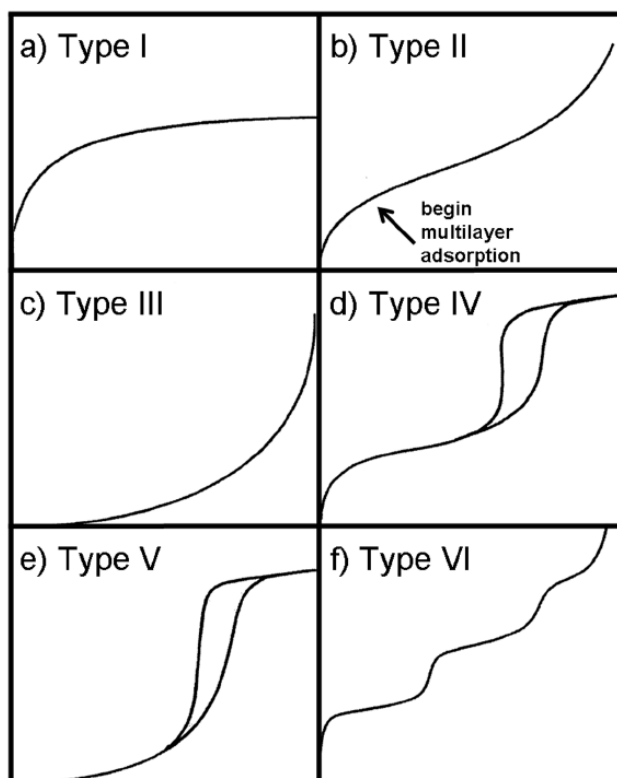 a) Type I
b) Type II
begin
multilayer
adsorption
c) Type III
d) Type IV
e) Type V
f) Type VI